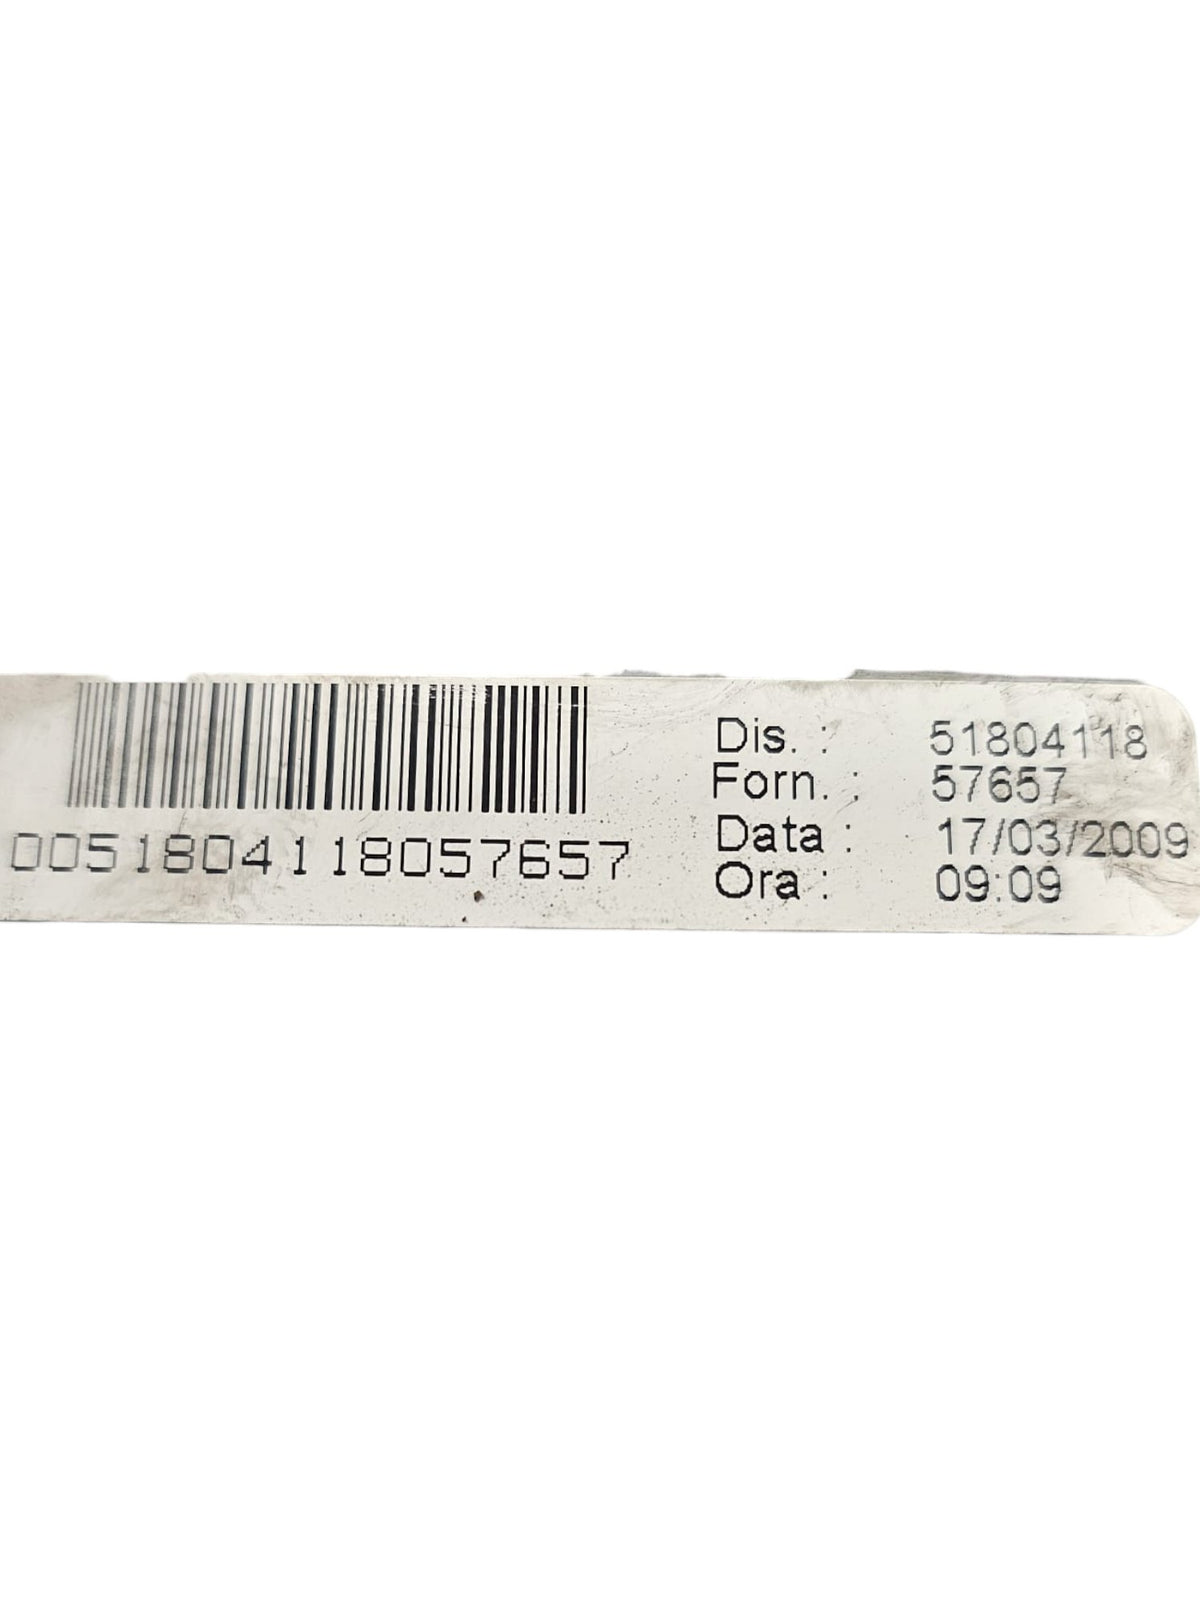 Dis. : 51804118
Forn. : 57657
Data : 17/03/2009
Ora : 09:09
0051804118057657